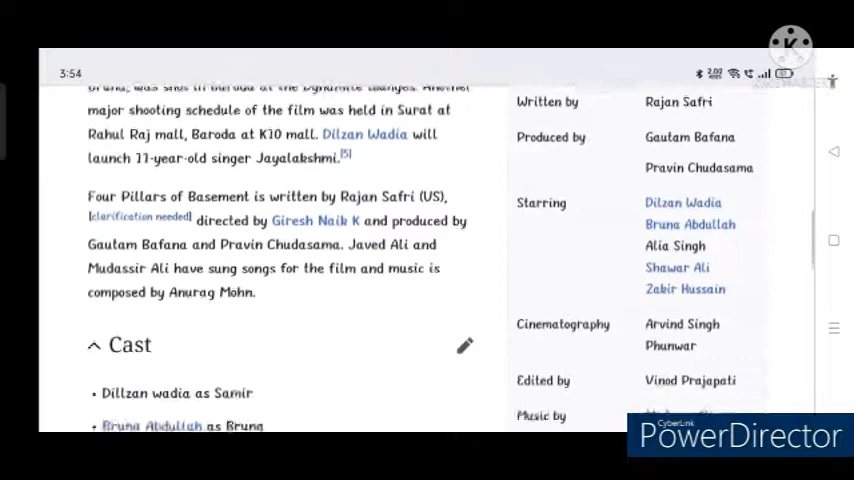 3:54
2.02
major shooting schedule of the film was held in Surat at
Rahul Raj mall, Baroda at K10 mall. Dilzan Wadia will
launch 11-year-old singer Jayalakshmi.[5]
Four Pillars of Basement is written by Rajan Safri (US),
[clarification needed] directed by Giresh Naik K and produced by
Gautam Bafana and Pravin Chudasama. Javed Ali and
Mudassir Ali have sung songs for the film and music is
composed by Anurag Mohn.
Cast
• Dillzan wadia as Samir
• Bruna Abdullah as Bruna
Written by Rajan Safri
Produced by Gautam Bafana
Pravin Chudasama
Starring Dilzan Wadia
Bruna Abdullah
Alia Singh
Shawar Ali
Zakir Hussain
Cinematography Arvind Singh
Phunwar
Edited by Vinod Prajapati
Music by
K
CyberLink
PowerDirector